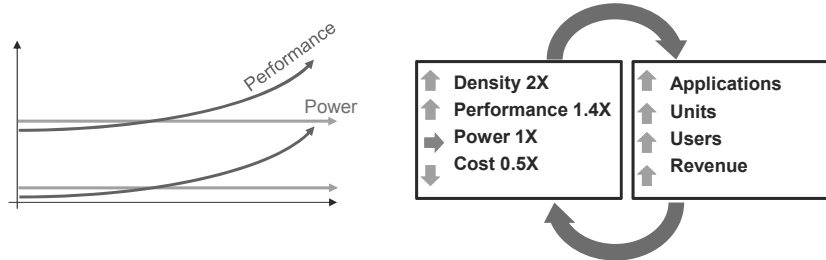 Performance
Power
Density 2X
Performance 1.4X
Power 1X
Cost 0.5X
Applications
Units
Users
Revenue